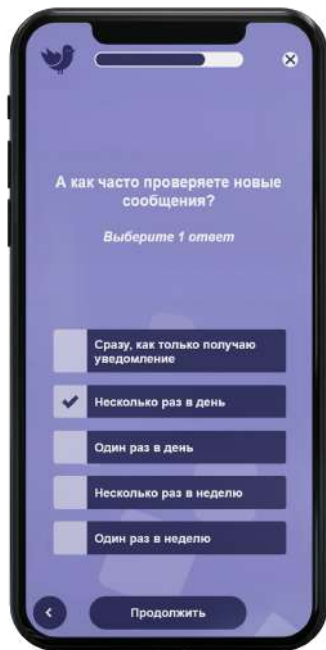 А как часто проверяете новые
сообщения?
Выберите 1 ответ
Сразу, как только получаю
уведомление
Несколько раз в день
Один раз в день
Несколько раз в неделю
Один раз в неделю
Продолжить